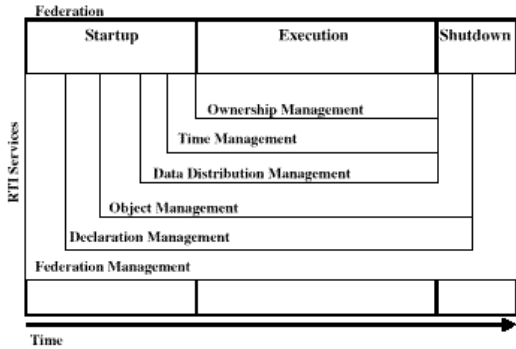 Federation
Startup
Execution
Shutdown
RTI Services
Ownership Management
Time Management
Data Distribution Management
Object Management
Declaration Management
Federation Management
Time